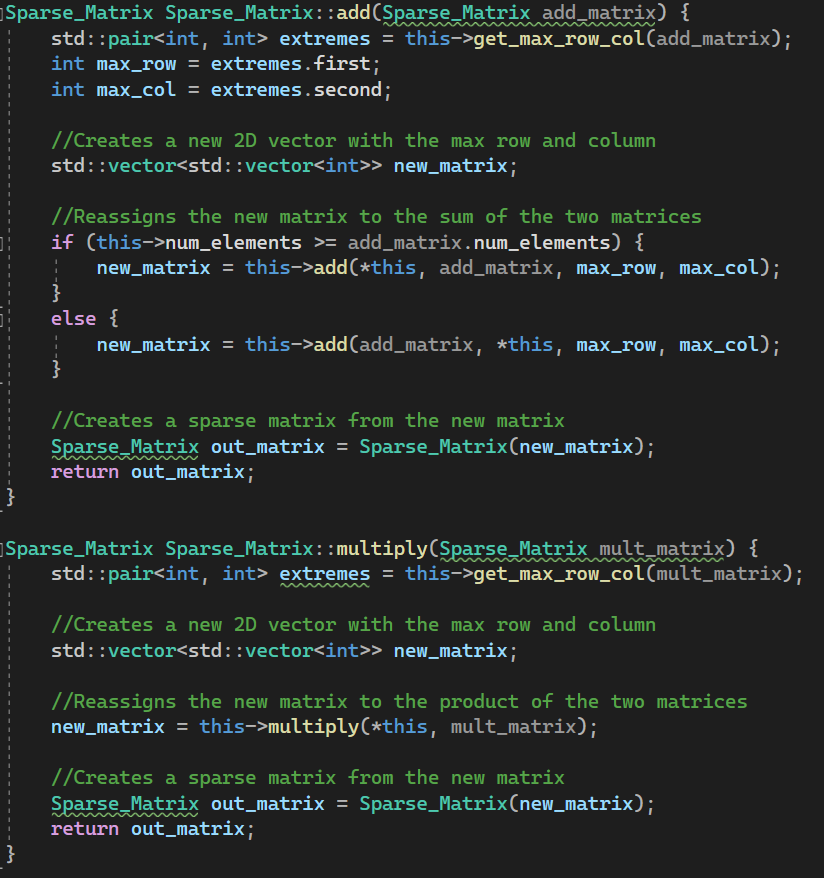 Sparse_Matrix Sparse_Matrix::add(Sparse_Matrix add_matrix) {
    std::pair<int, int> extremes = this->get_max_row_col(add_matrix);
    int max_row = extremes.first;
    int max_col = extremes.second;

    //Creates a new 2D vector with the max row and column
    std::vector<std::vector<int>> new_matrix;

    //Reassigns the new matrix to the sum of the two matrices
    if (this->num_elements >= add_matrix.num_elements) {
        new_matrix = this->add(*this, add_matrix, max_row, max_col);
    }
    else {
        new_matrix = this->add(add_matrix, *this, max_row, max_col);
    }

    //Creates a sparse matrix from the new matrix
    Sparse_Matrix out_matrix = Sparse_Matrix(new_matrix);
    return out_matrix;
}

Sparse_Matrix Sparse_Matrix::multiply(Sparse_Matrix mult_matrix) {
    std::pair<int, int> extremes = this->get_max_row_col(mult_matrix);

    //Creates a new 2D vector with the max row and column
    std::vector<std::vector<int>> new_matrix;

    //Reassigns the new matrix to the product of the two matrices
    new_matrix = this->multiply(*this, mult_matrix);

    //Creates a sparse matrix from the new matrix
    Sparse_Matrix out_matrix = Sparse_Matrix(new_matrix);
    return out_matrix;
}